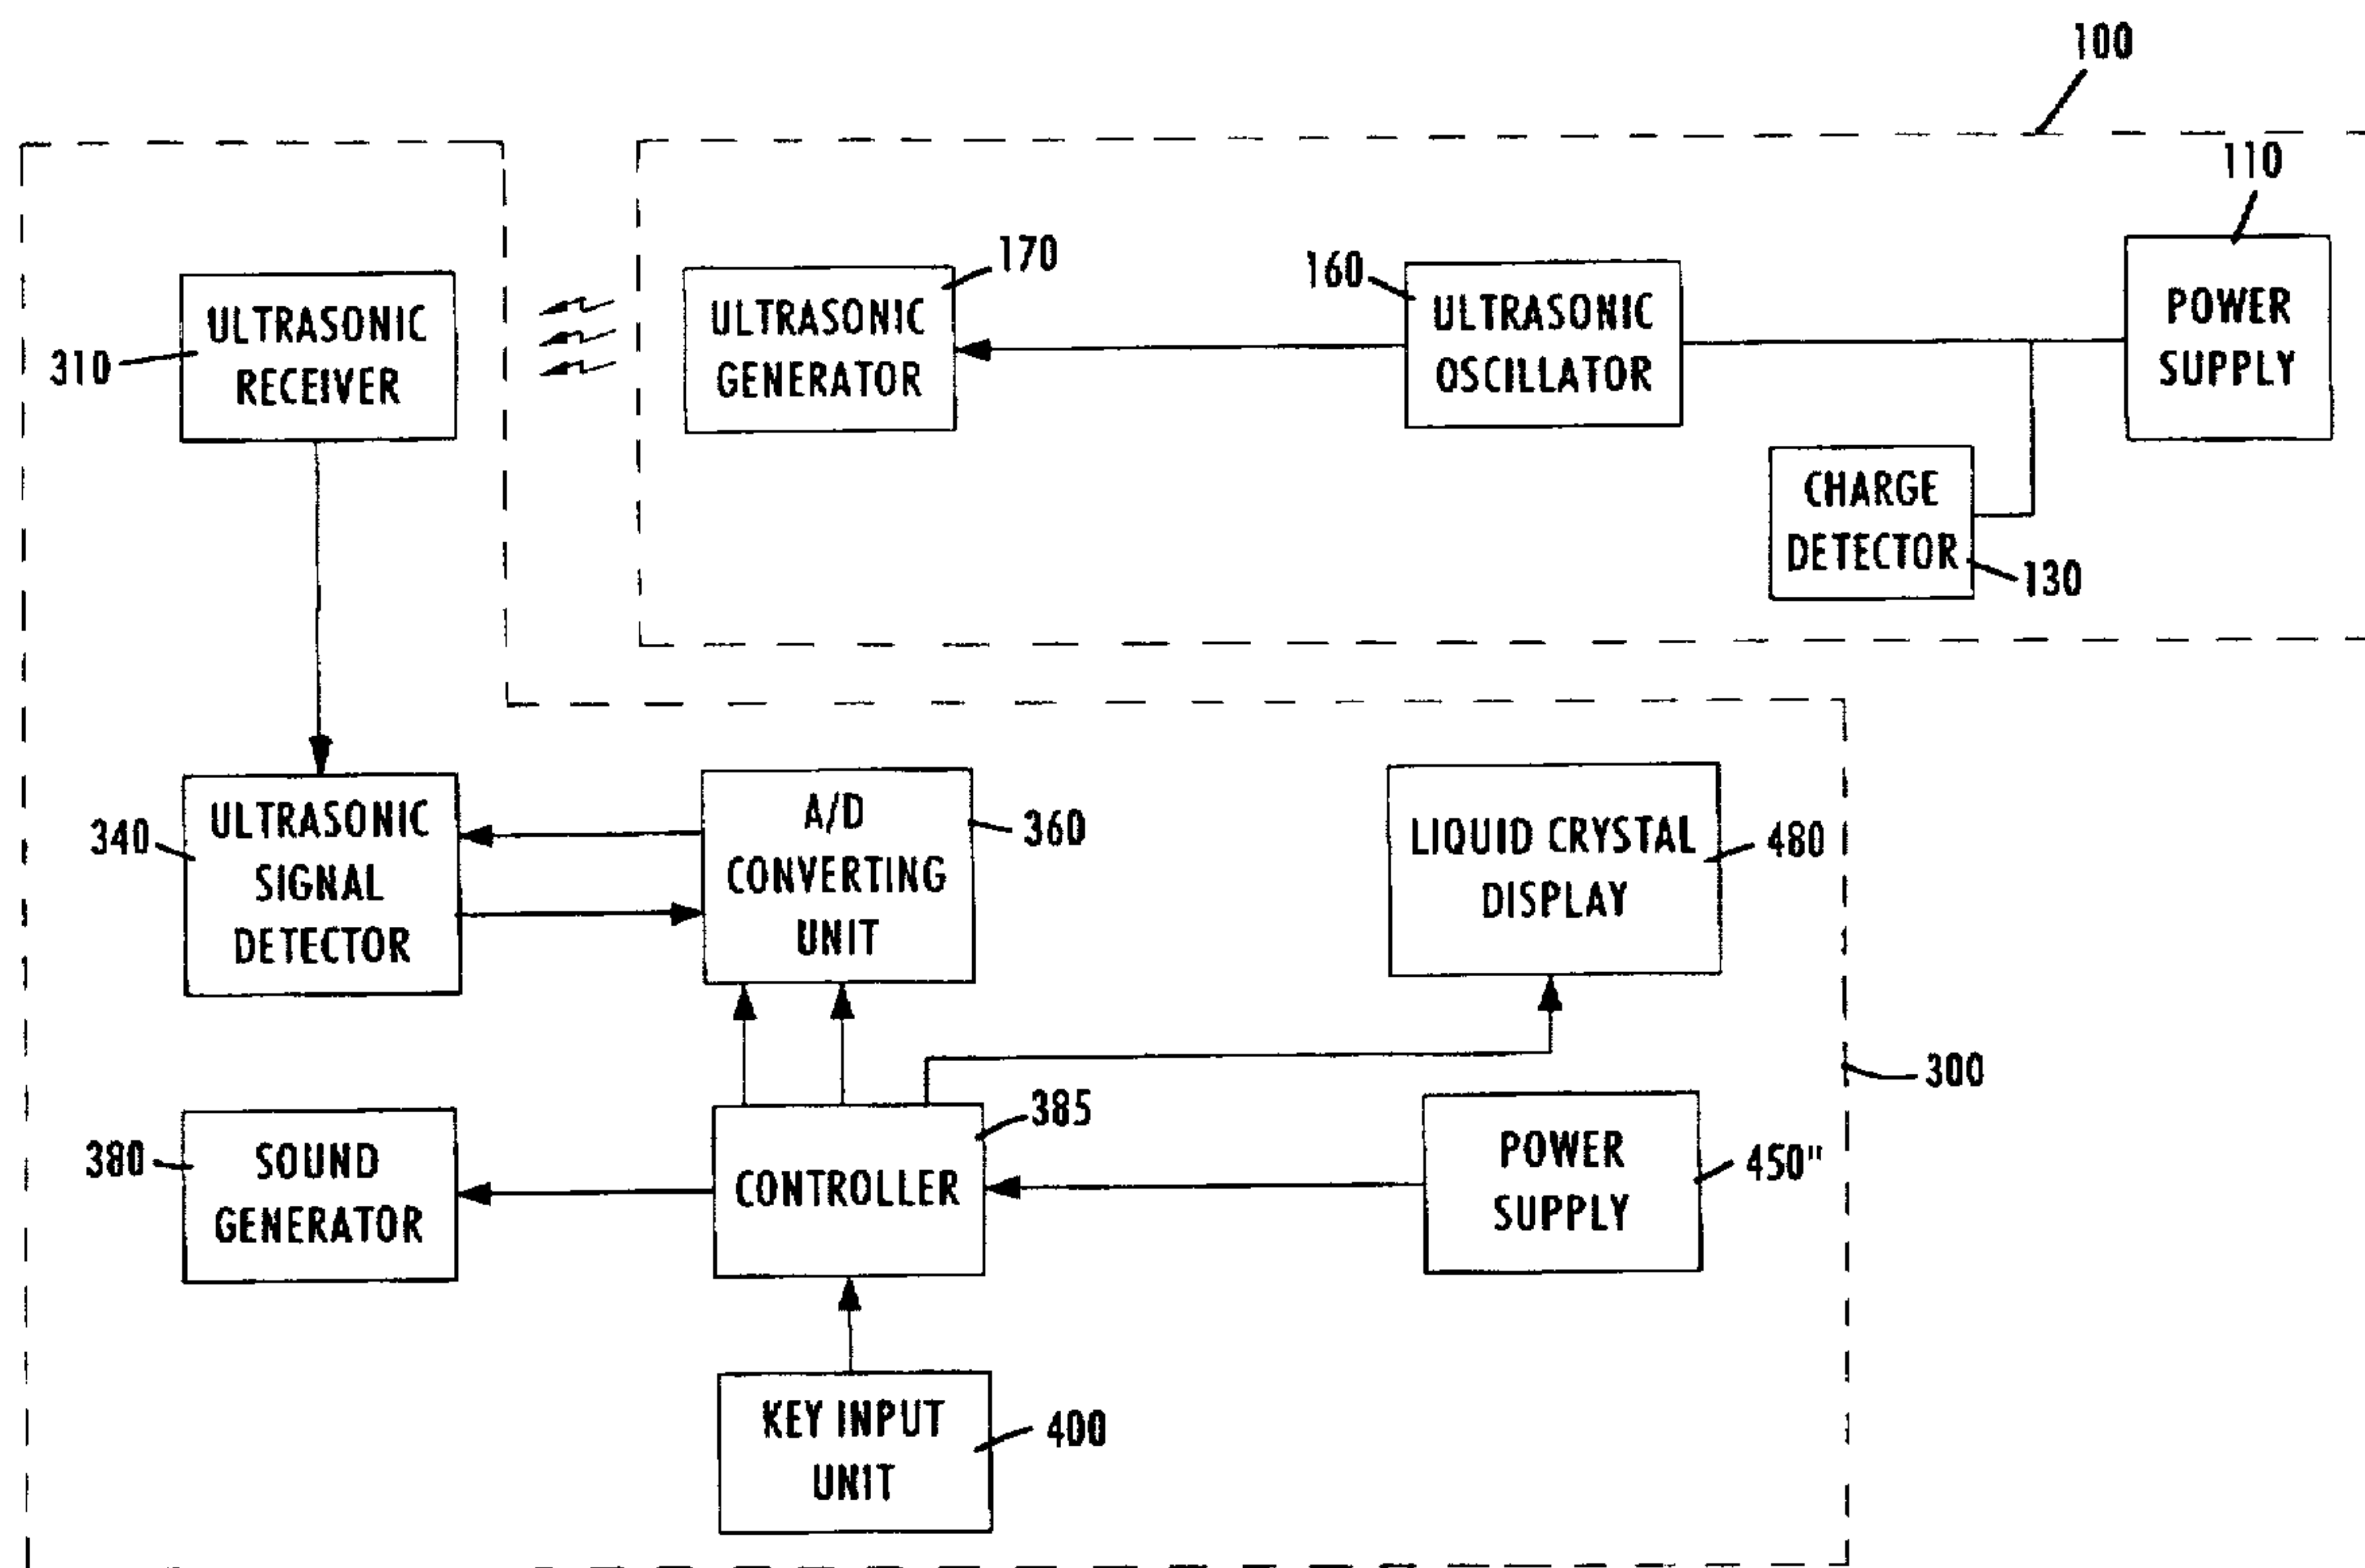 100
110
POWER
SUPPLY
170
ULTRASONIC
GENERATOR
160
ULTRASONIC
OSCILLATOR
CHARGE
DETECTOR
130
310
ULTRASONIC
RECEIVER
340
ULTRASONIC
SIGNAL
DETECTOR
A/D
CONVERTING
UNIT
360
LIQUID CRYSTAL
DISPLAY
480
300
380
SOUND
GENERATOR
385
CONTROLLER
POWER
SUPPLY
450"
KEY INPUT
UNIT
400